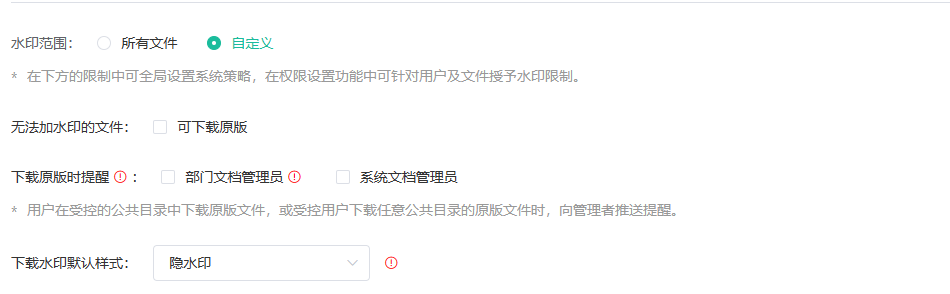 水印范围： 所有文件 自定义
* 在下方的限制中可全局设置系统策略，在权限设置功能中可针对用户及文件授予水印限制。
无法加水印的文件： 可下载原版
下载原版时提醒 ： 部门文档管理员 系统文档管理员
* 用户在受控的公共目录中下载原版文件，或受控用户下载任意公共目录的原版文件时，向管理者推送提醒。
下载水印默认样式： 隐水印